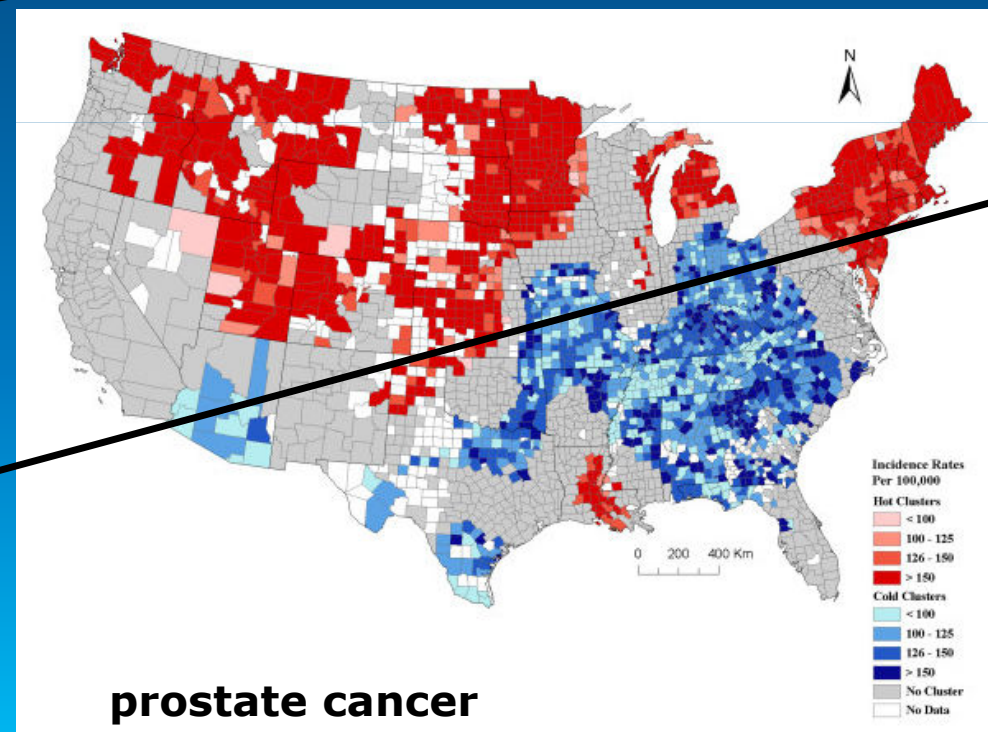 N
Incidence Rates
Per 100,000
Hot Clusters
< 100
100 - 125
126 - 150
> 150
Cold Clusters
< 100
100 - 125
126 - 150
> 150
No Cluster
No Data
0 200 400 Km
prostate cancer